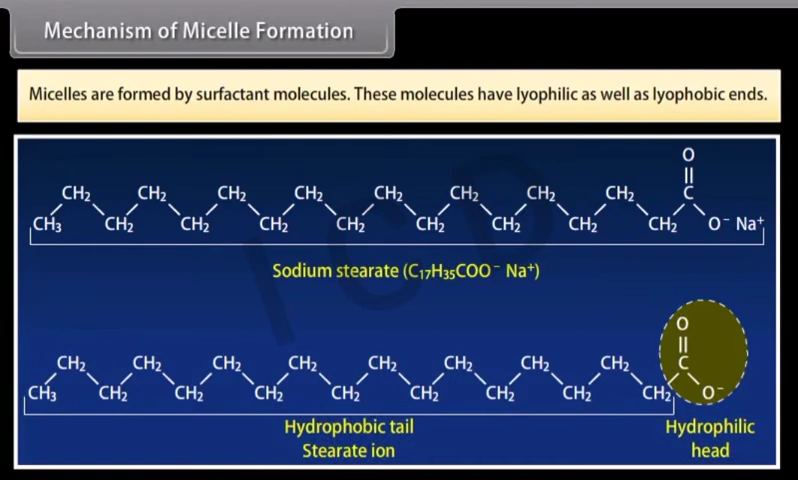 Mechanism of Micelle Formation
Micelles are formed by surfactant molecules. These molecules have lyophilic as well as lyophobic ends.
O
CH₂ CH₂ CH₂ CH₂ CH₂ CH₂ CH₂ CH₂ C
CH₃ CH₂ CH₂ CH₂ CH₂ CH₂ CH₂ CH₂ CH₂ O⁻ Na⁺
Sodium stearate (C₁₇H₃₅COO⁻ Na⁺)
O
CH₂ CH₂ CH₂ CH₂ CH₂ CH₂ CH₂ CH₂ C
CH₃ CH₂ CH₂ CH₂ CH₂ CH₂ CH₂ CH₂ CH₂ O⁻
Hydrophobic tail Hydrophilic
Stearate ion head